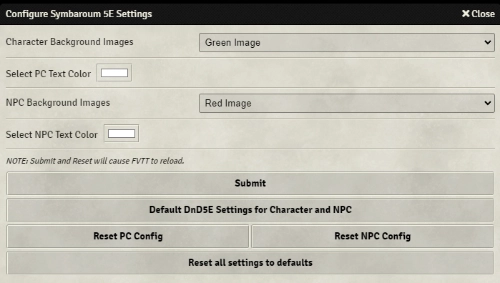 Configure Symbaroum 5E Settings
Close
Character Background Images
Green Image
Select PC Text Color
NPC Background Images
Red Image
Select NPC Text Color
NOTE: Submit and Reset will cause FVTT to reload.
Submit
Default DnD5E Settings for Character and NPC
Reset PC Config
Reset NPC Config
Reset all settings to defaults